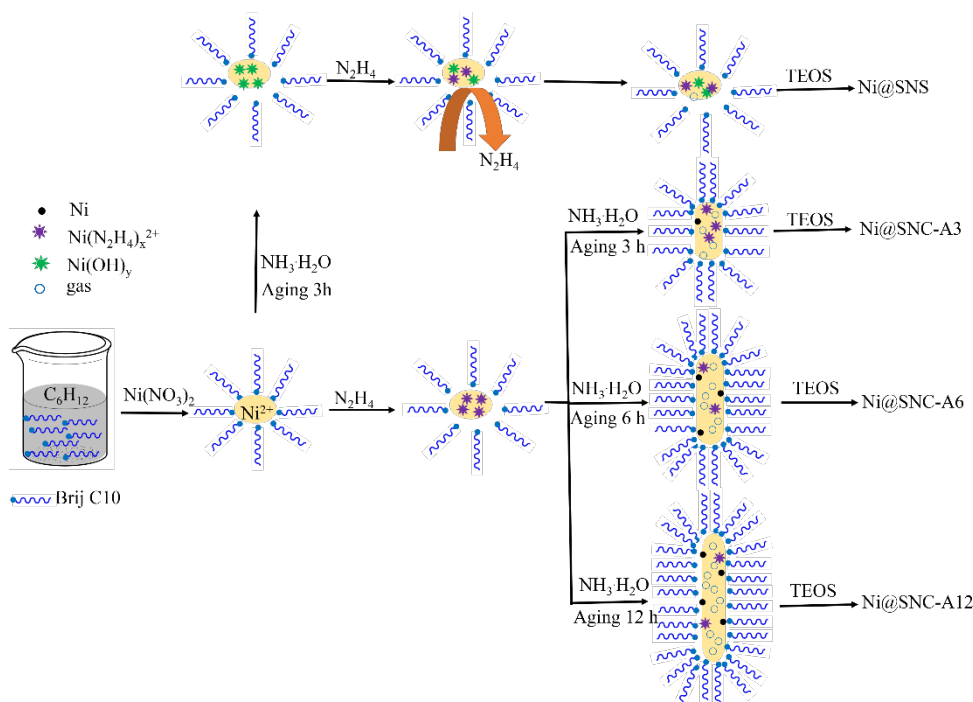 N₂H₄
N₂H₄
TEOS
Ni@SNS
Ni
Ni(N₂H₄)ₓ²⁺
Ni(OH)ᵧ
gas
NH₃·H₂O
Aging 3h
NH₃·H₂O
Aging 3 h
TEOS
Ni@SNC-A3
C₆H₁₂
Ni(NO₃)₂
Ni²⁺
N₂H₄
NH₃·H₂O
Aging 6 h
TEOS
Ni@SNC-A6
Brij C10
NH₃·H₂O
Aging 12 h
TEOS
Ni@SNC-A12